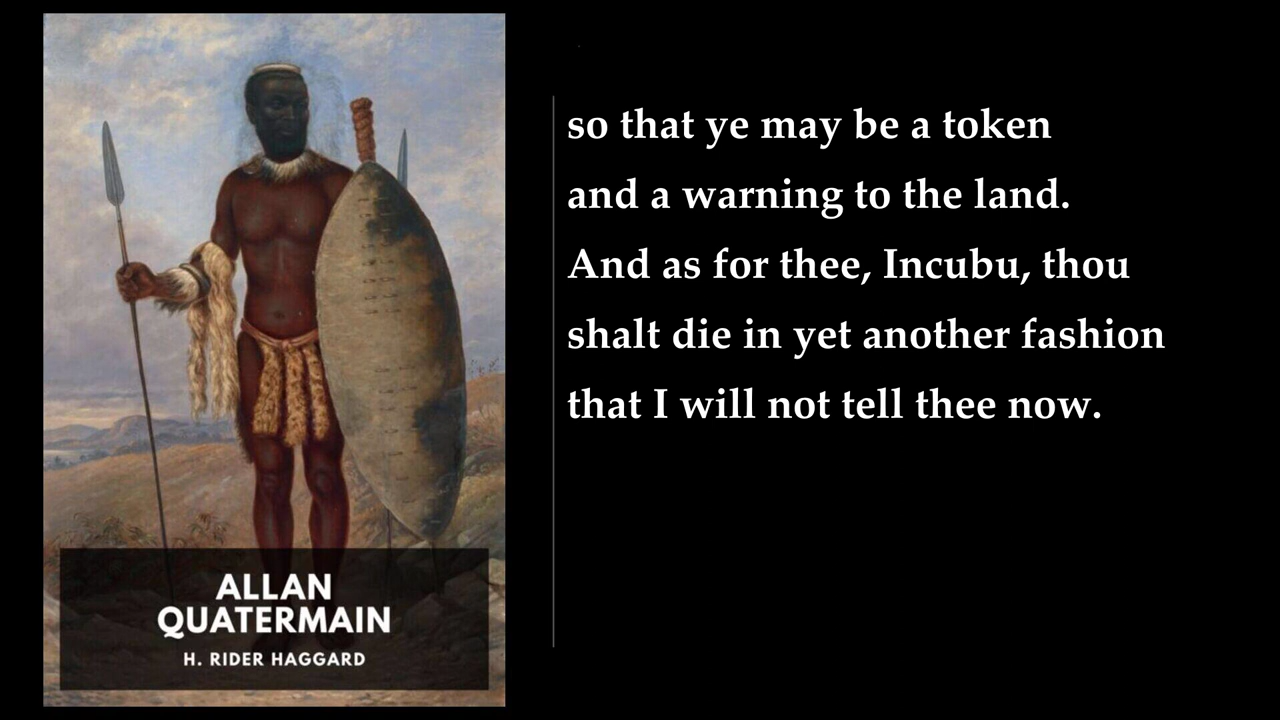 ALLAN
QUATERMAIN
H. RIDER HAGGARD
so that ye may be a token
and a warning to the land.
And as for thee, Incubu, thou
shalt die in yet another fashion
that I will not tell thee now.